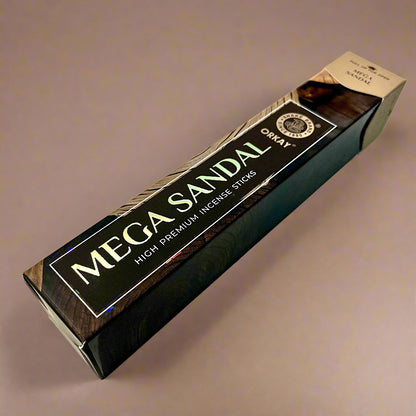 ORKAY
MEGA SANDAL
HIGH PREMIUM INCENSE STICKS
MEGA
SANDAL